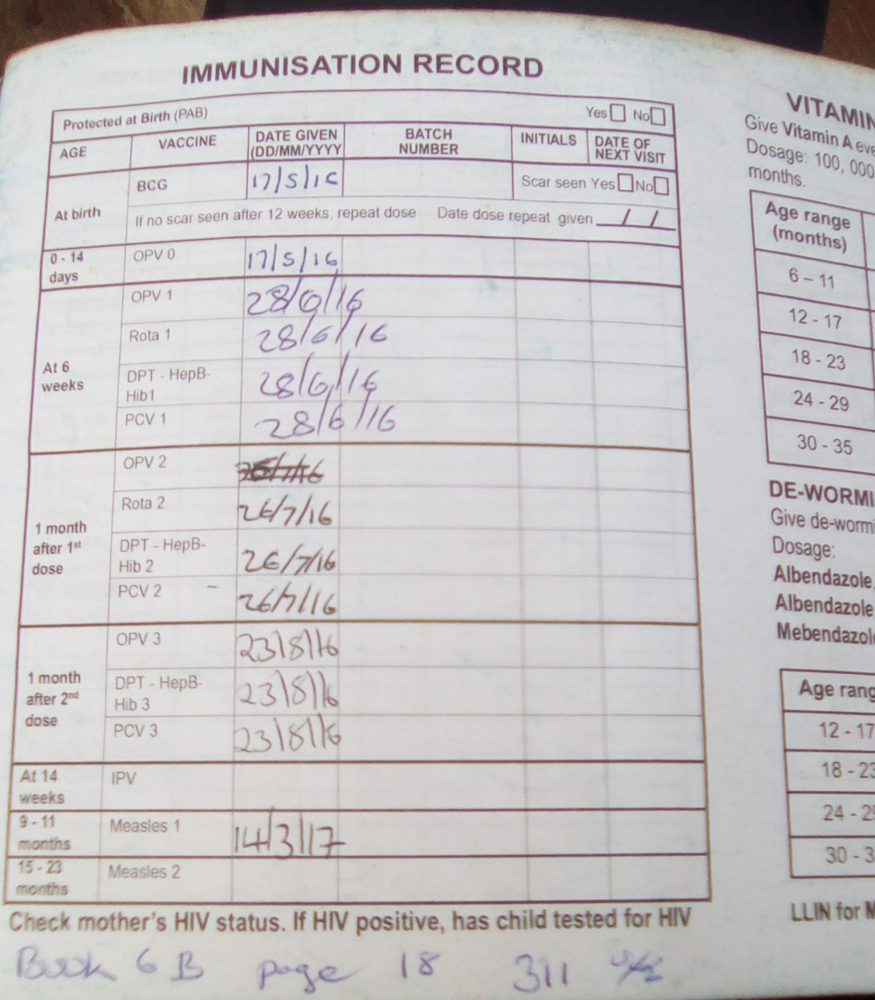 IMMUNISATION RECORD
Protected at Birth (PAB) Yes No
AGE VACCINE DATE GIVEN (DD/MM/YYYY BATCH NUMBER INITIALS DATE OF NEXT VISIT
At birth BCG 17/5/16 Scar seen Yes No
If no scar seen after 12 weeks, repeat dose Date dose repeat given / /
0 - 14 days OPV 0 17/5/16
At 6 weeks OPV 1 28/6/16
Rota 1 28/6/16
DPT - HepB-Hib1 28/6/16
PCV 1 28/6/16
1 month after 1st dose OPV 2
Rota 2 26/7/16
DPT - HepB-Hib 2 26/7/16
PCV 2 - 26/7/16
1 month after 2nd dose OPV 3 23/8/16
DPT - HepB-Hib 3 23/8/16
PCV 3 23/8/16
At 14 weeks IPV
9 - 11 months Measles 1 14/3/17
15 - 23 months Measles 2
Check mother's HIV status. If HIV positive, has child tested for HIV
Book 6 B page 18 311
VITAMIN
Give Vitamin A eve
Dosage: 100, 000
months.
Age range (months)
6 – 11
12 - 17
18 - 23
24 - 29
30 - 35
DE-WORMI
Give de-wormi
Dosage:
Albendazole
Albendazole
Mebendazole
Age rang
12 - 17
18 - 23
24 - 29
30 - 3
LLIN for M